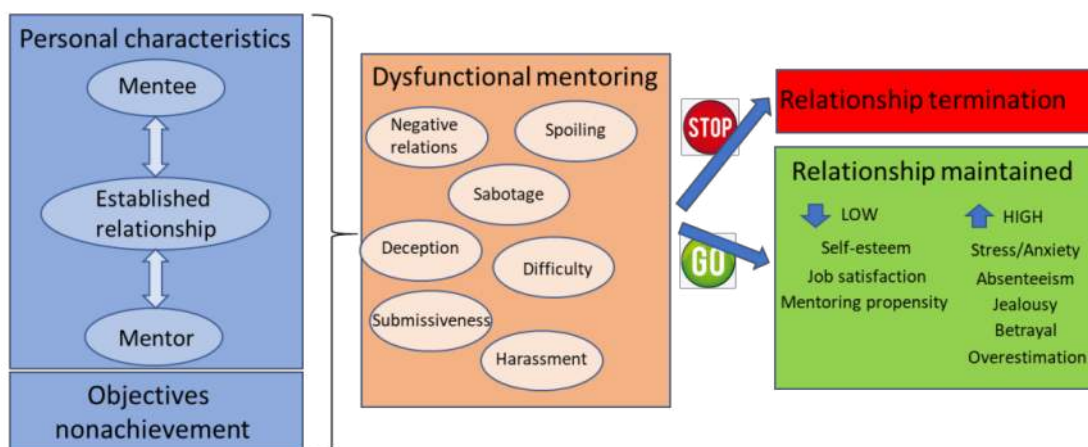 Personal characteristics
Mentee
Established
relationship
Mentor
Objectives
nonachievement
Dysfunctional mentoring
Negative
relations
Spoiling
Sabotage
Deception
Difficulty
Submissiveness
Harassment
STOP
GO
Relationship termination
Relationship maintained
LOW
Self-esteem
Job satisfaction
Mentoring propensity
HIGH
Stress/Anxiety
Absenteeism
Jealousy
Betrayal
Overestimation